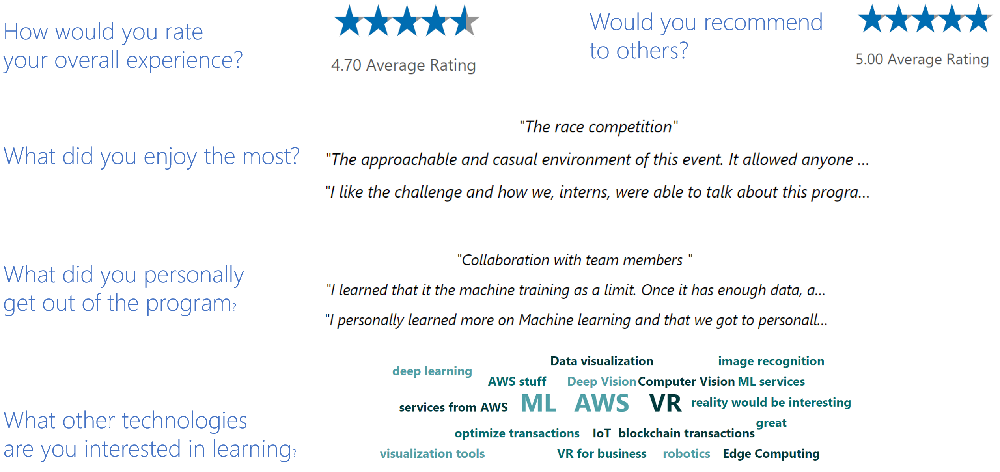 How would you rate
your overall experience?
4.70 Average Rating
Would you recommend
to others?
5.00 Average Rating
What did you enjoy the most?
"The race competition"
"The approachable and casual environment of this event. It allowed anyone ...
"I like the challenge and how we, interns, were able to talk about this progra...
What did you personally
get out of the program?
"Collaboration with team members "
"I learned that it the machine training as a limit. Once it has enough data, a...
"I personally learned more on Machine learning and that we got to personall...
What other technologies
are you interested in learning?
Data visualization image recognition
deep learning
AWS stuff Deep Vision Computer Vision ML services
services from AWS ML AWS VR reality would be interesting
great
optimize transactions IoT blockchain transactions
visualization tools VR for business robotics Edge Computing